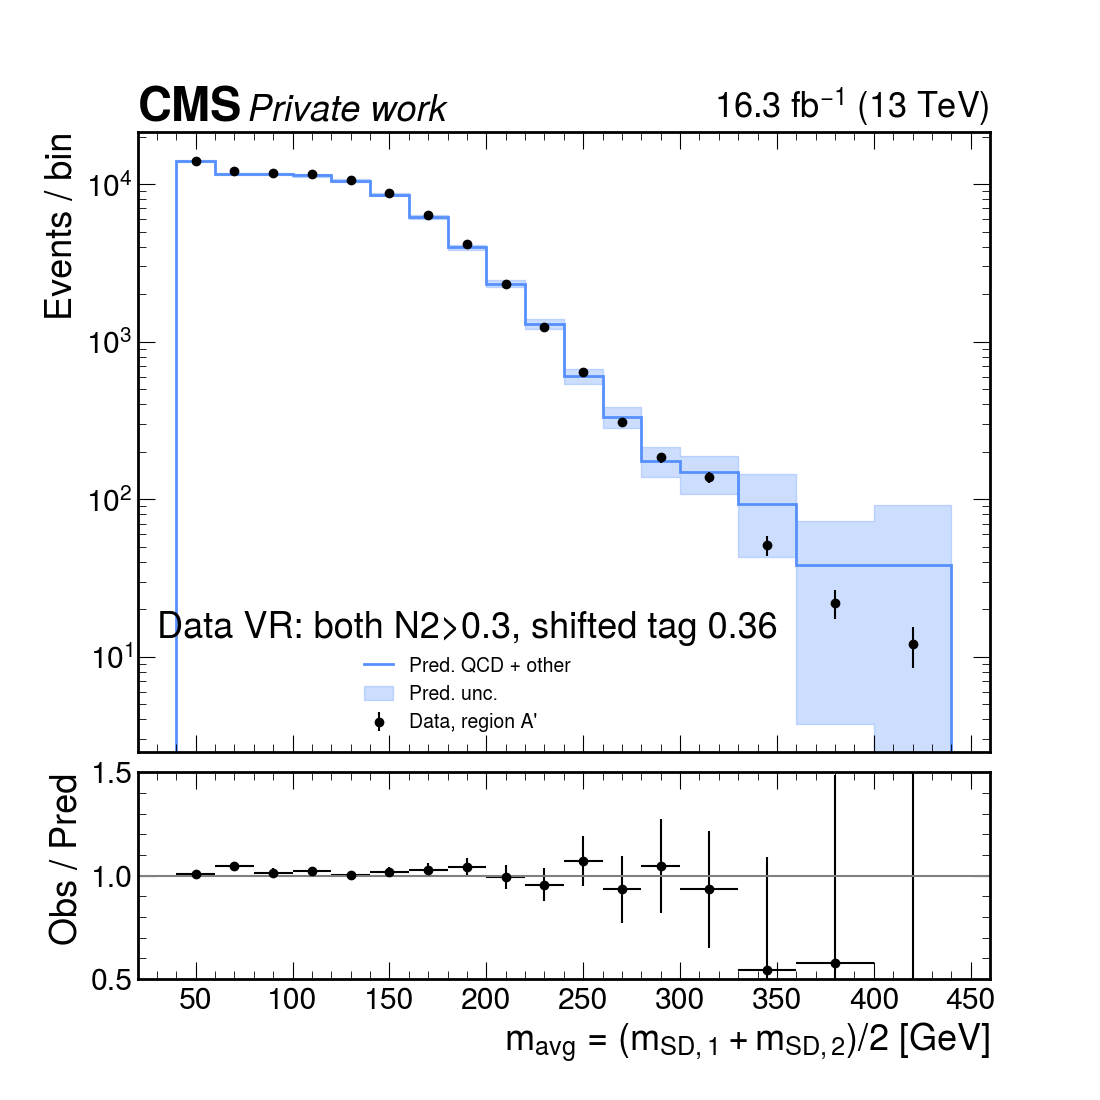 CMS Private work
16.3 fb⁻¹ (13 TeV)
Events / bin
10⁴
10³
10²
10¹
Data VR: both N2>0.3, shifted tag 0.36
Pred. QCD + other
Pred. unc.
Data, region A'
Obs / Pred
1.5
1.0
0.5
50 100 150 200 250 300 350 400 450
m_avg = (m_SD, 1 + m_SD, 2)/2 [GeV]